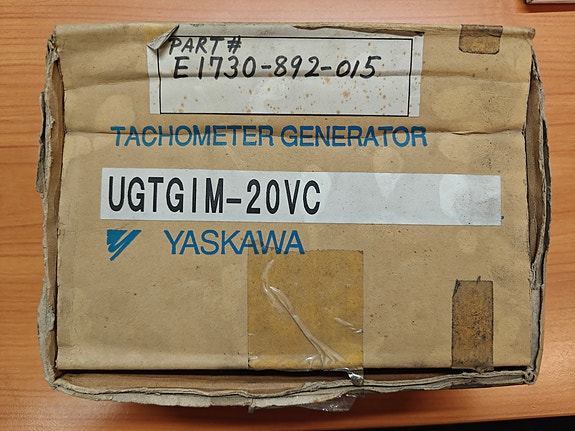 PART#
E1730-892-015
TACHOMETER GENERATOR
UGTGIM-20VC
YASKAWA